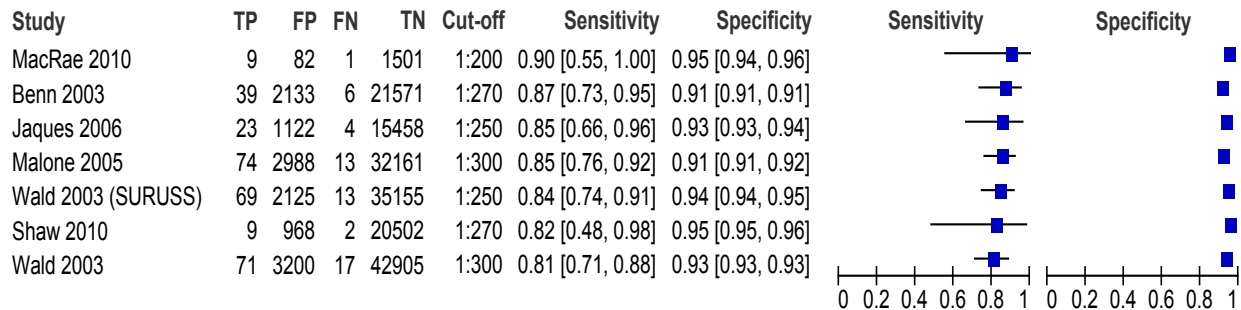 Study TP FP FN TN Cut-off Sensitivity Specificity Sensitivity Specificity
MacRae 2010 9 82 1 1501 1:200 0.90 [0.55, 1.00] 0.95 [0.94, 0.96]
Benn 2003 39 2133 6 21571 1:270 0.87 [0.73, 0.95] 0.91 [0.91, 0.91]
Jaques 2006 23 1122 4 15458 1:250 0.85 [0.66, 0.96] 0.93 [0.93, 0.94]
Malone 2005 74 2988 13 32161 1:300 0.85 [0.76, 0.92] 0.91 [0.91, 0.92]
Wald 2003 (SURUSS) 69 2125 13 35155 1:250 0.84 [0.74, 0.91] 0.94 [0.94, 0.95]
Shaw 2010 9 968 2 20502 1:270 0.82 [0.48, 0.98] 0.95 [0.95, 0.96]
Wald 2003 71 3200 17 42905 1:300 0.81 [0.71, 0.88] 0.93 [0.93, 0.93]
0 0.2 0.4 0.6 0.8 1 0 0.2 0.4 0.6 0.8 1